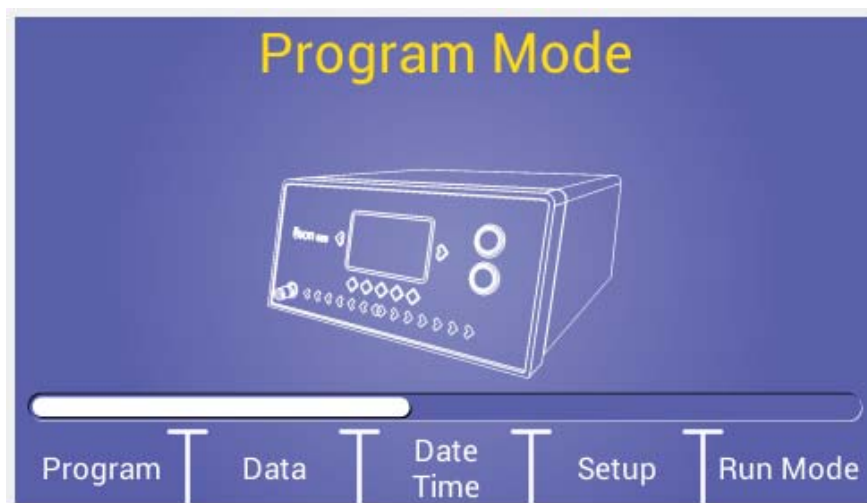 Program Mode
Program
Data
Date
Time
Setup
Run Mode